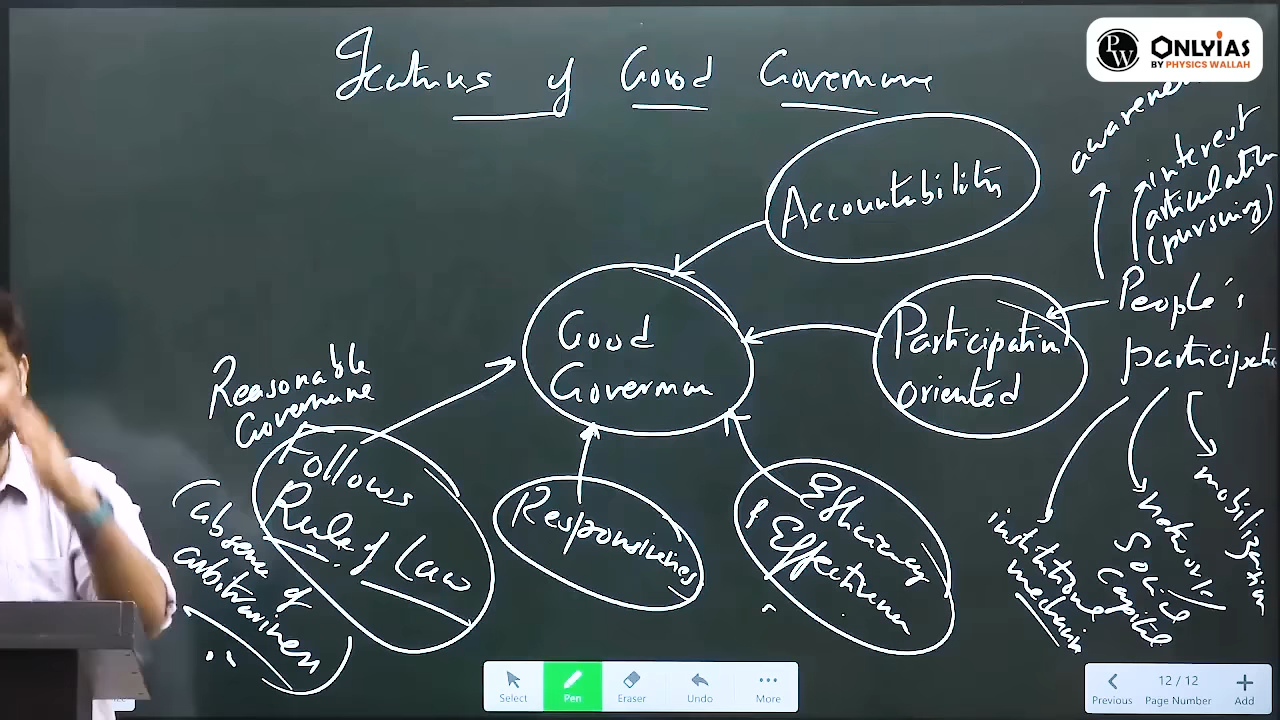 Features of Good Governance
PW
ONLYIAS
BY PHYSICS WALLAH
awareness
interest
articulation
(pursuing)
Accountability
People's
participation
Participation
oriented
Good
Governance
Reasonable
Governance
Follows
Rule of Law
(absence of
arbitrariness
Responsiveness
Efficiency
& Effectiveness
institutional
mechanism
network
Social
Capital
mobilization
Select
Pen
Eraser
Undo
More
Previous
12 / 12
Page Number
Add